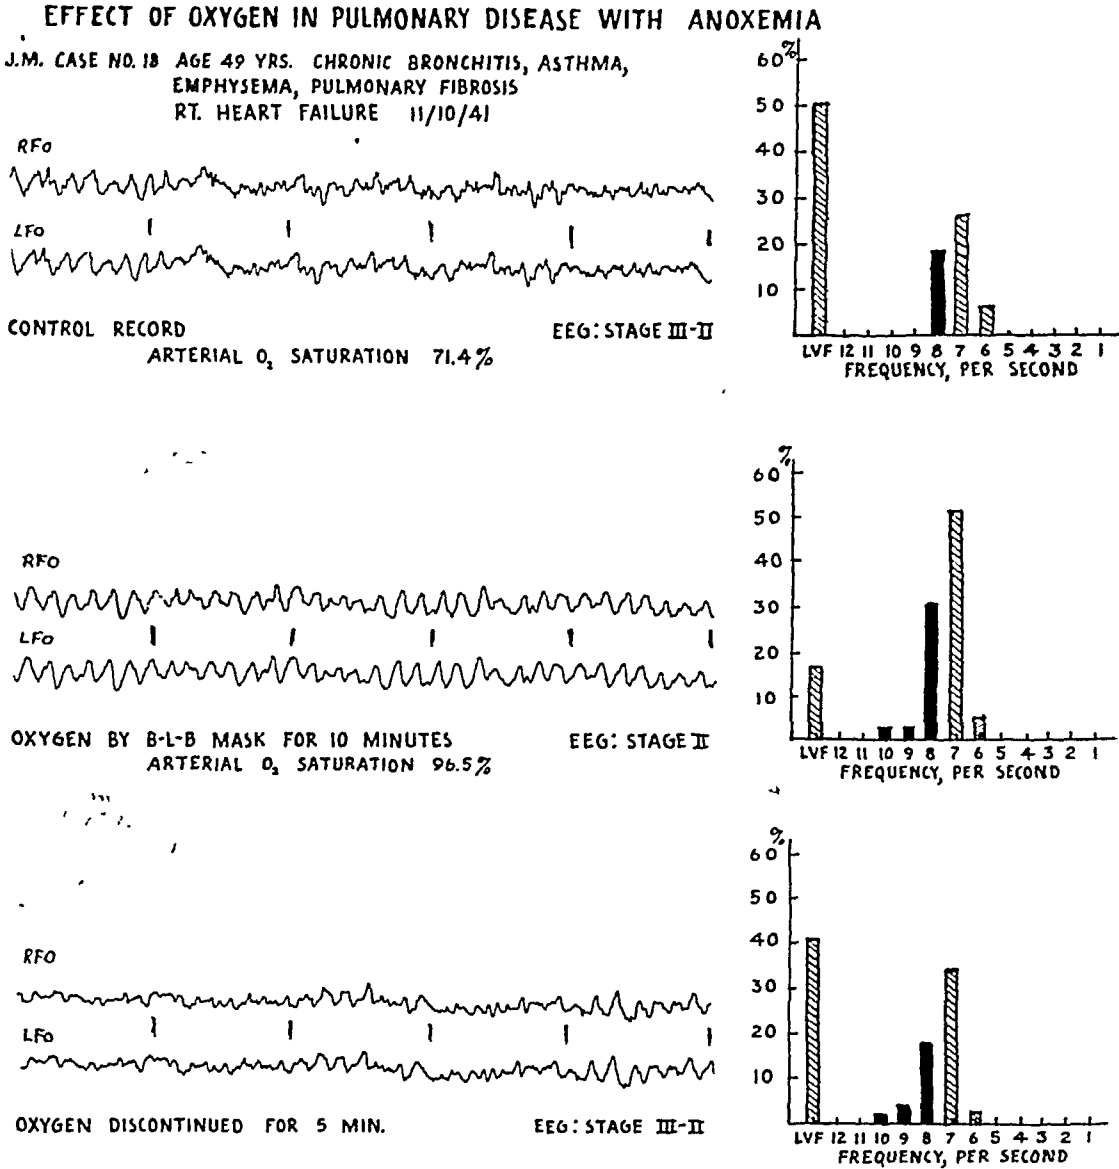 EFFECT OF OXYGEN IN PULMONARY DISEASE WITH ANOXEMIA
J.M. CASE NO. 18 AGE 49 YRS. CHRONIC BRONCHITIS, ASTHMA,
EMPHYSEMA, PULMONARY FIBROSIS
RT. HEART FAILURE 11/10/41
RFO
LFO
CONTROL RECORD EEG: STAGE III-II
ARTERIAL O₂ SATURATION 71.4%
%
60
50
40
30
20
10
LVF 12 11 10 9 8 7 6 5 4 3 2 1
FREQUENCY, PER SECOND
RFO
LFO
OXYGEN BY B-L-B MASK FOR 10 MINUTES EEG: STAGE II
ARTERIAL O₂ SATURATION 96.5%
%
60
50
40
30
20
10
LVF 12 11 10 9 8 7 6 5 4 3 2 1
FREQUENCY, PER SECOND
RFO
LFO
OXYGEN DISCONTINUED FOR 5 MIN. EEG: STAGE III-II
%
60
50
40
30
20
10
LVF 12 11 10 9 8 7 6 5 4 3 2 1
FREQUENCY, PER SECOND